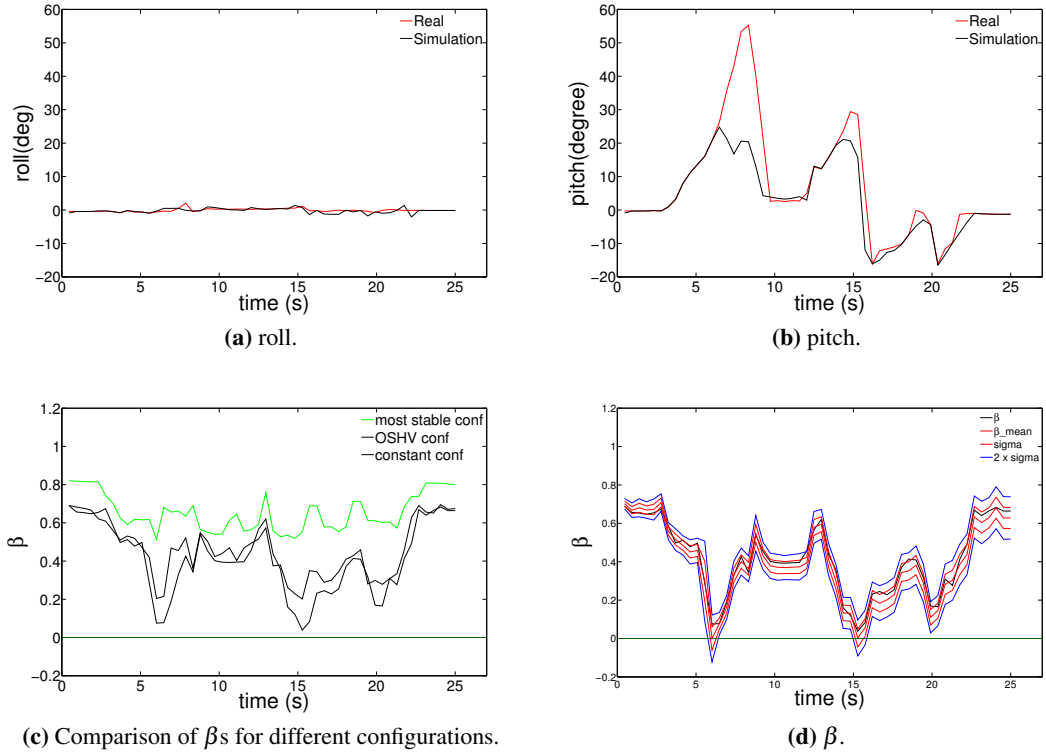 60
50
40
30
20
10
0
−10
−20
0 5 10 15 20 25
roll(deg)
time (s)
Real
Simulation
(a) roll.
60
50
40
30
20
10
0
−10
−20
0 5 10 15 20 25
pitch(degree)
time (s)
Real
Simulation
(b) pitch.
1.2
1
0.8
0.6
0.4
0.2
0
−0.2
0 5 10 15 20 25
β
time (s)
most stable conf
OSHV conf
constant conf
(c) Comparison of βs for different configurations.
1.2
1
0.8
0.6
0.4
0.2
0
−0.2
0 5 10 15 20 25
β
time (s)
β
β_mean
sigma
2 x sigma
(d) β.